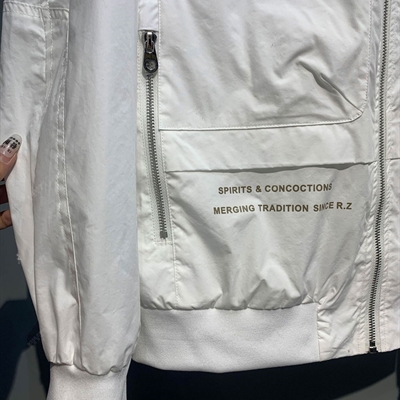 SPIRITS & CONCOCTIONS
MERGING TRADITION SINCE R.Z